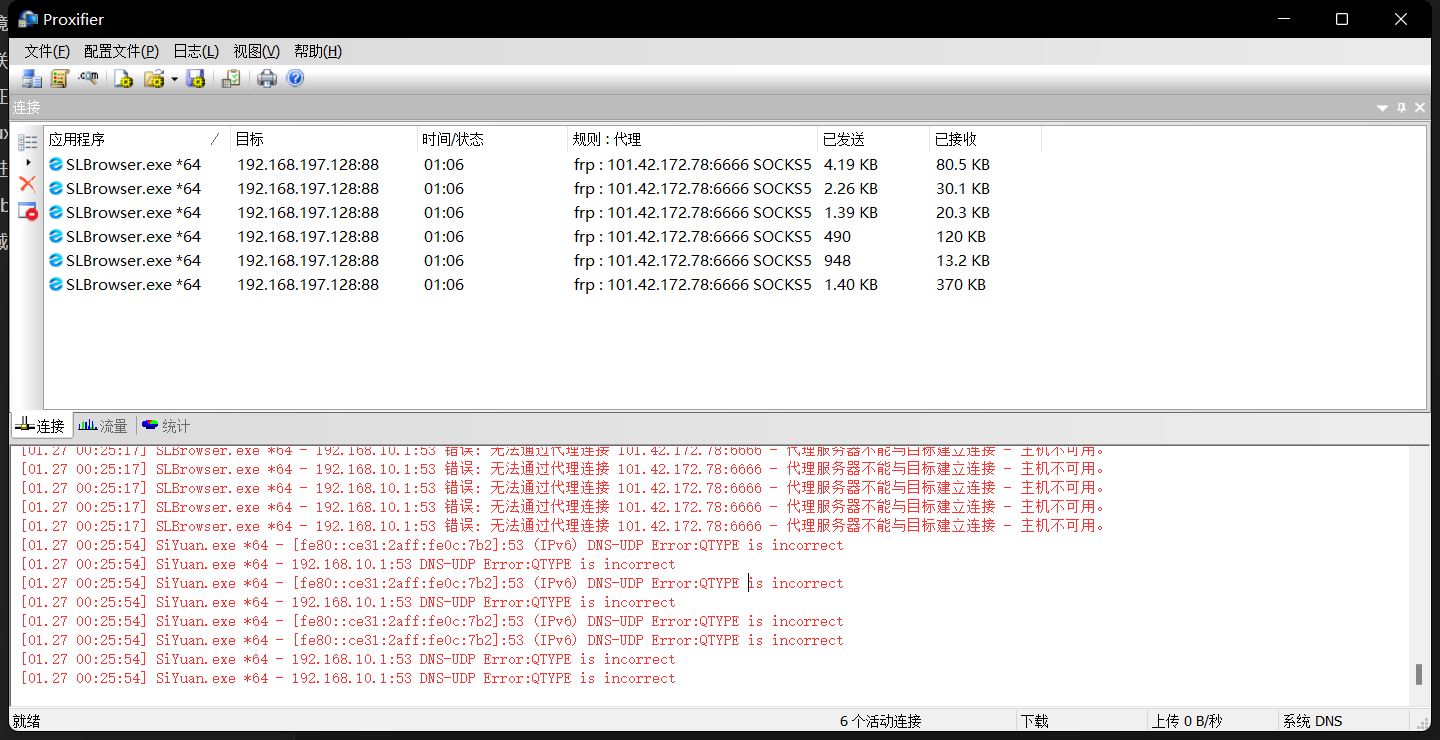 Proxifier
文件(F) 配置文件(P) 日志(L) 视图(V) 帮助(H)
.com
连接
应用程序 目标 时间/状态 规则 : 代理 已发送 已接收
SLBrowser.exe *64 192.168.197.128:88 01:06 frp : 101.42.172.78:6666 SOCKS5 4.19 KB 80.5 KB
SLBrowser.exe *64 192.168.197.128:88 01:06 frp : 101.42.172.78:6666 SOCKS5 2.26 KB 30.1 KB
SLBrowser.exe *64 192.168.197.128:88 01:06 frp : 101.42.172.78:6666 SOCKS5 1.39 KB 20.3 KB
SLBrowser.exe *64 192.168.197.128:88 01:06 frp : 101.42.172.78:6666 SOCKS5 490 120 KB
SLBrowser.exe *64 192.168.197.128:88 01:06 frp : 101.42.172.78:6666 SOCKS5 948 13.2 KB
SLBrowser.exe *64 192.168.197.128:88 01:06 frp : 101.42.172.78:6666 SOCKS5 1.40 KB 370 KB
连接 流量 统计
[01.27 00:25:17] SLBrowser.exe *64 - 192.168.10.1:53 错误: 无法通过代理连接 101.42.172.78:6666 - 代理服务器不能与目标建立连接 - 主机不可用。
[01.27 00:25:17] SLBrowser.exe *64 - 192.168.10.1:53 错误: 无法通过代理连接 101.42.172.78:6666 - 代理服务器不能与目标建立连接 - 主机不可用。
[01.27 00:25:17] SLBrowser.exe *64 - 192.168.10.1:53 错误: 无法通过代理连接 101.42.172.78:6666 - 代理服务器不能与目标建立连接 - 主机不可用。
[01.27 00:25:17] SLBrowser.exe *64 - 192.168.10.1:53 错误: 无法通过代理连接 101.42.172.78:6666 - 代理服务器不能与目标建立连接 - 主机不可用。
[01.27 00:25:17] SLBrowser.exe *64 - 192.168.10.1:53 错误: 无法通过代理连接 101.42.172.78:6666 - 代理服务器不能与目标建立连接 - 主机不可用。
[01.27 00:25:54] SiYuan.exe *64 - [fe80::ce31:2aff:fe0c:7b2]:53 (IPv6) DNS-UDP Error:QTYPE is incorrect
[01.27 00:25:54] SiYuan.exe *64 - 192.168.10.1:53 DNS-UDP Error:QTYPE is incorrect
[01.27 00:25:54] SiYuan.exe *64 - [fe80::ce31:2aff:fe0c:7b2]:53 (IPv6) DNS-UDP Error:QTYPE is incorrect
[01.27 00:25:54] SiYuan.exe *64 - 192.168.10.1:53 DNS-UDP Error:QTYPE is incorrect
[01.27 00:25:54] SiYuan.exe *64 - [fe80::ce31:2aff:fe0c:7b2]:53 (IPv6) DNS-UDP Error:QTYPE is incorrect
[01.27 00:25:54] SiYuan.exe *64 - [fe80::ce31:2aff:fe0c:7b2]:53 (IPv6) DNS-UDP Error:QTYPE is incorrect
[01.27 00:25:54] SiYuan.exe *64 - 192.168.10.1:53 DNS-UDP Error:QTYPE is incorrect
[01.27 00:25:54] SiYuan.exe *64 - 192.168.10.1:53 DNS-UDP Error:QTYPE is incorrect
就绪 6 个活动连接 下载 上传 0 B/秒 系统 DNS